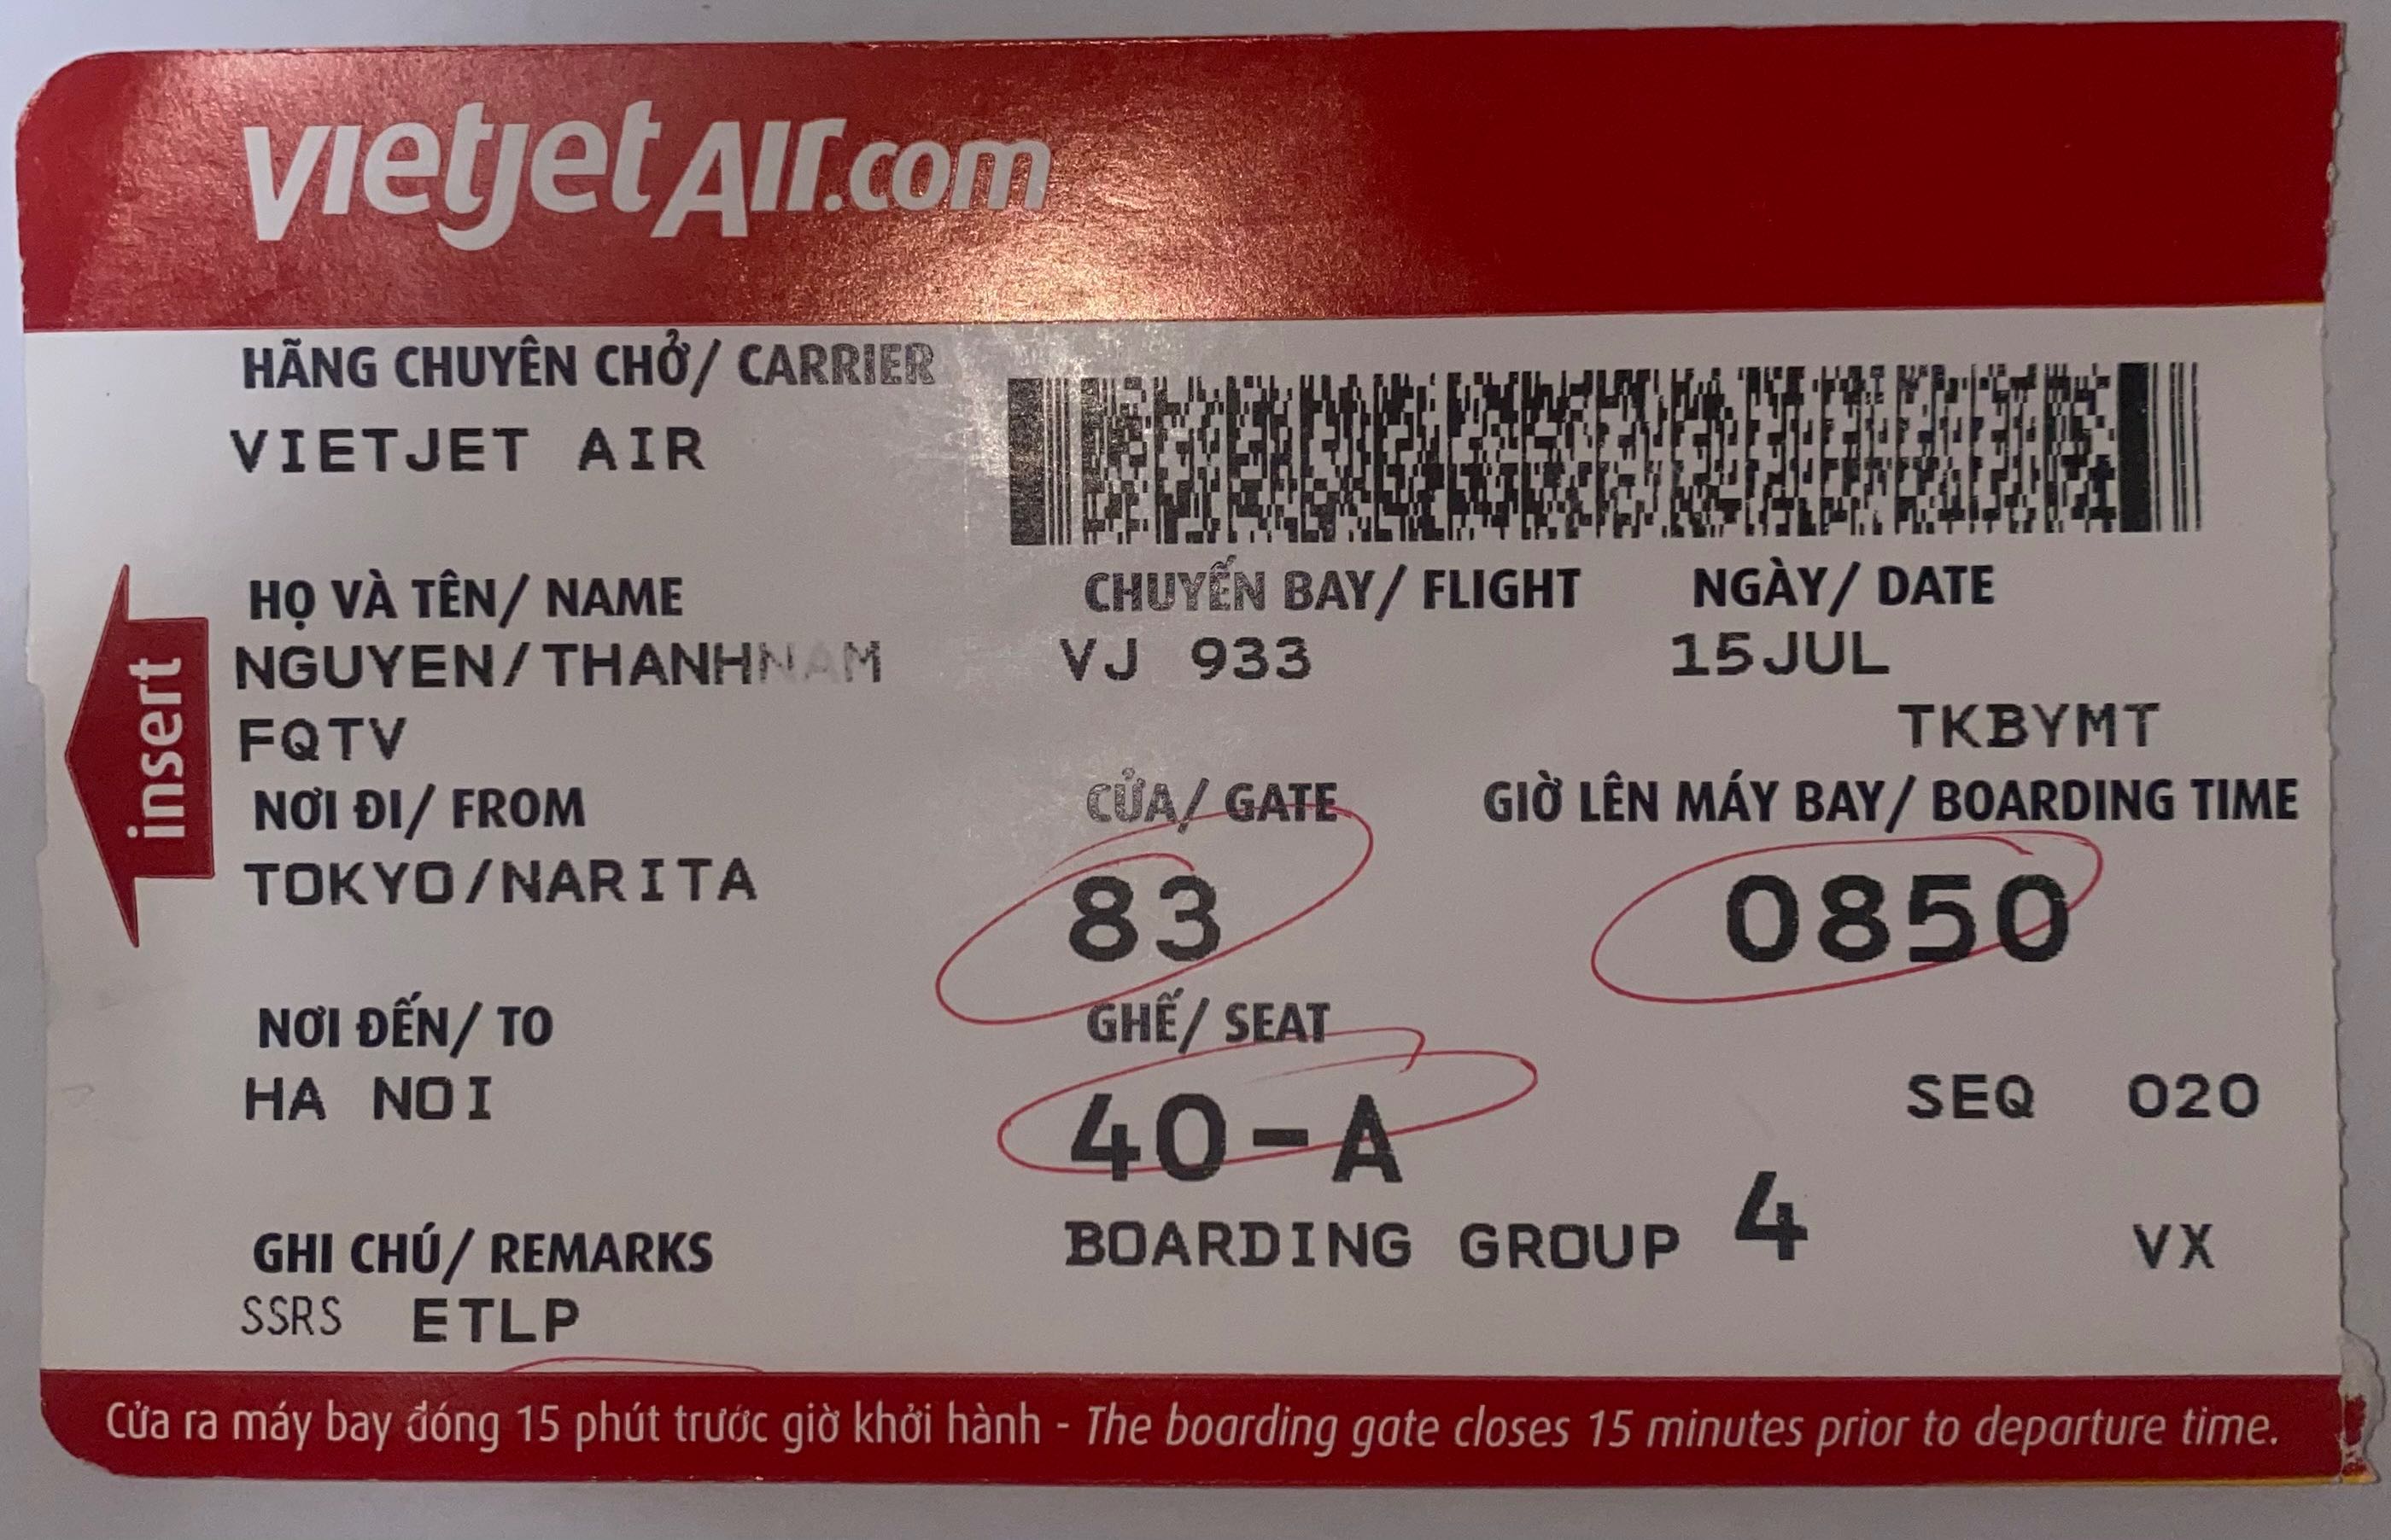 vietjetAir.com
HÃNG CHUYÊN CHỞ/ CARRIER
VIETJET AIR
HỌ VÀ TÊN/ NAME
NGUYEN/THANHNAM
CHUYẾN BAY/ FLIGHT
VJ 933
NGÀY/ DATE
15JUL
FQTV
TKBYMT
insert
NƠI ĐI/ FROM
TOKYO/NARITA
CỬA/ GATE
83
GIỜ LÊN MÁY BAY/ BOARDING TIME
0850
NƠI ĐẾN/ TO
HA NOI
GHẾ/ SEAT
40-A
SEQ 020
BOARDING GROUP 4
VX
GHI CHÚ/ REMARKS
SSRS ETLP
Cửa ra máy bay đóng 15 phút trước giờ khởi hành - The boarding gate closes 15 minutes prior to departure time.